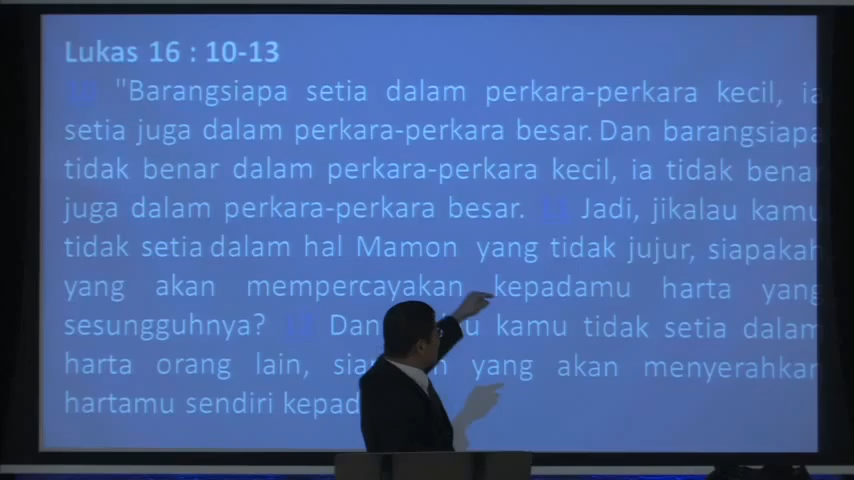 Lukas 16 : 10-13
"Barangsiapa setia dalam perkara-perkara kecil, ia
setia juga dalam perkara-perkara besar. Dan barangsiapa
tidak benar dalam perkara-perkara kecil, ia tidak benar
juga dalam perkara-perkara besar. Jadi, jikalau kamu
tidak setia dalam hal Mamon yang tidak jujur, siapakah
yang akan mempercayakan kepadamu harta yang
sesungguhnya? 12 Dan kamu tidak setia dalam
harta orang lain, yang akan menyerahkan
hartamu sendiri